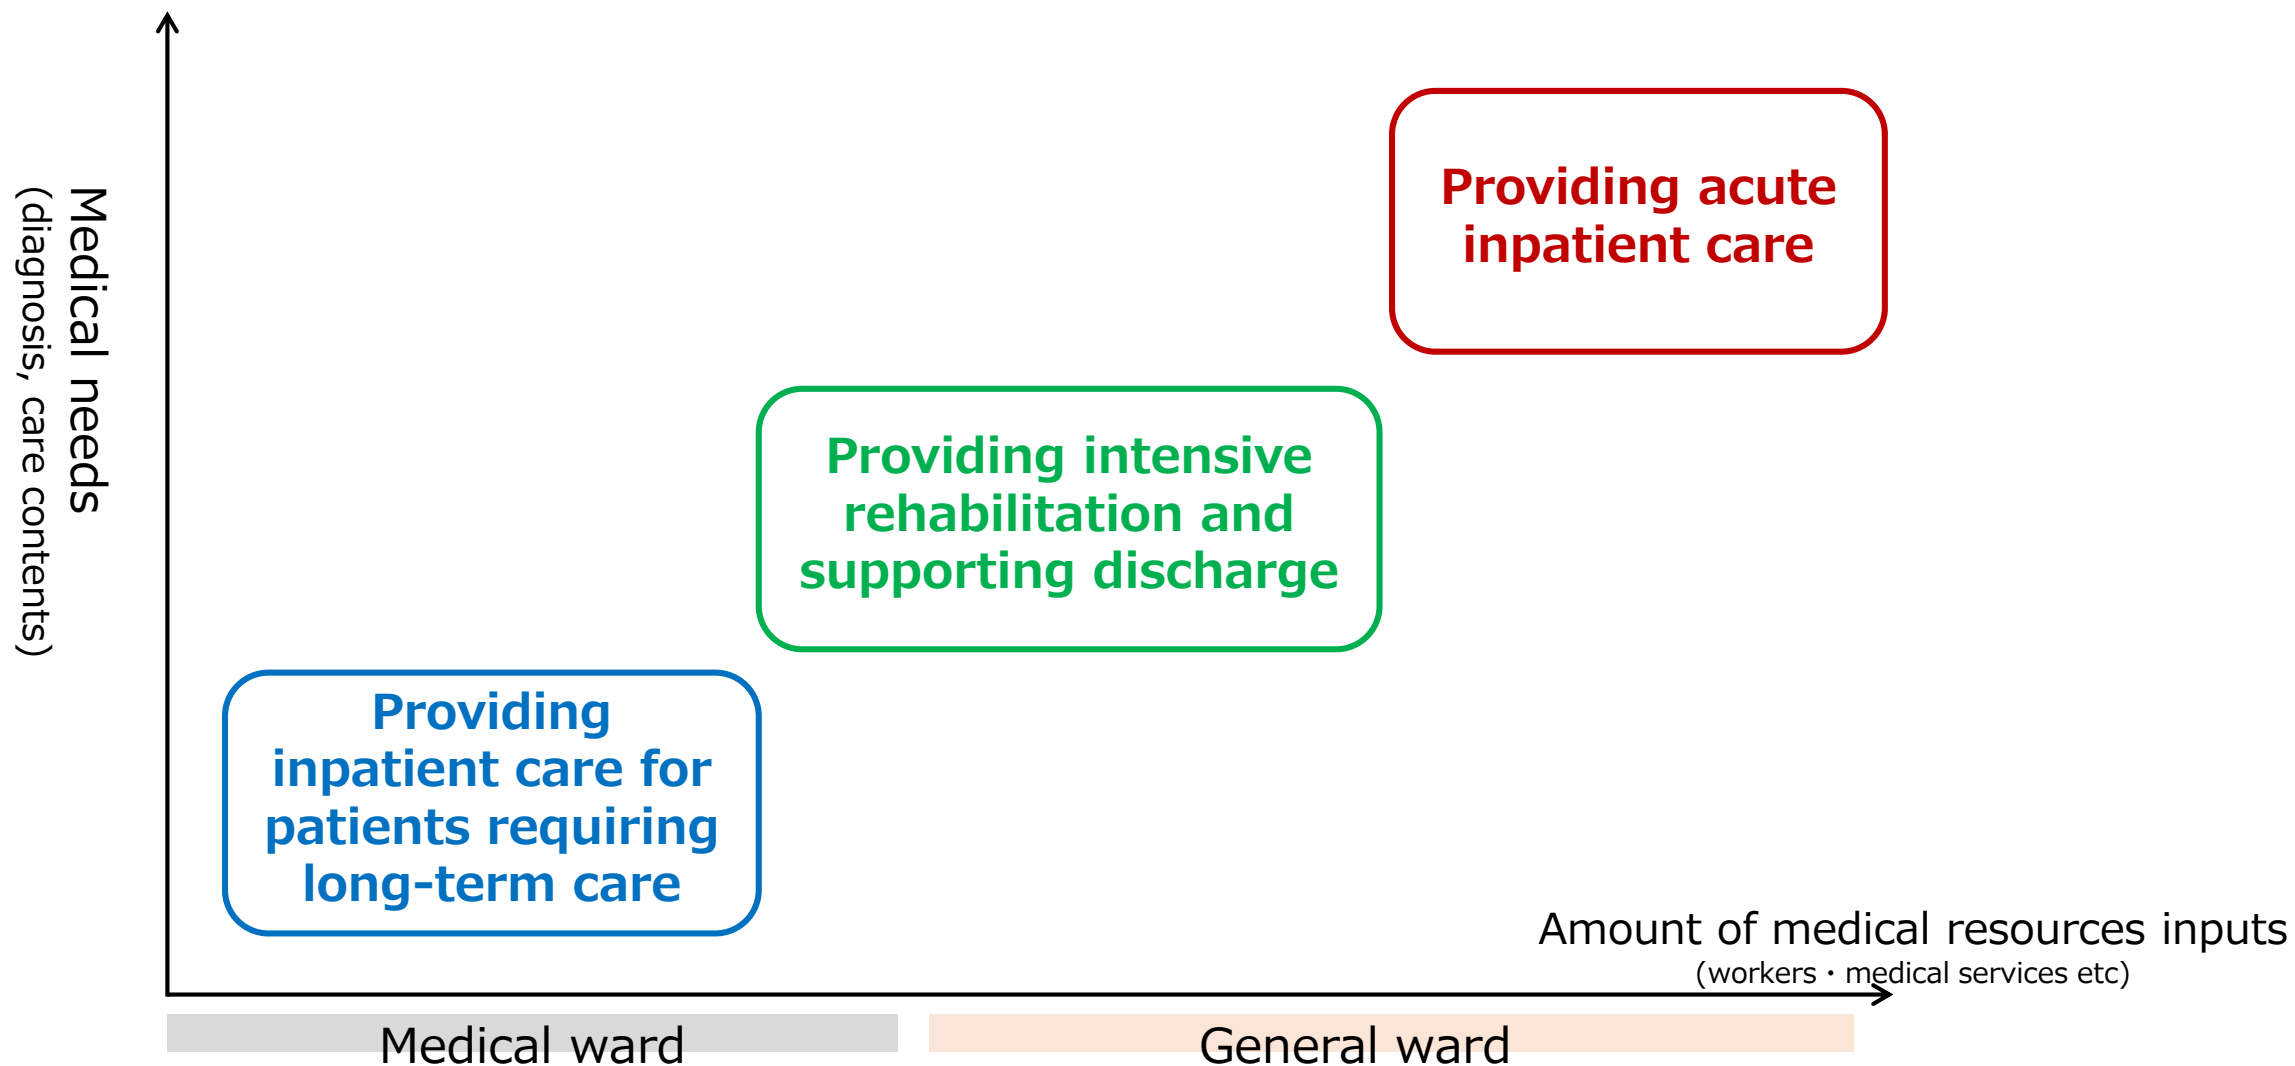 Medical needs
(diagnosis, care contents)
Providing acute
inpatient care
Providing intensive
rehabilitation and
supporting discharge
Providing
inpatient care for
patients requiring
long-term care
Amount of medical resources inputs
(workers・medical services etc)
Medical ward
General ward